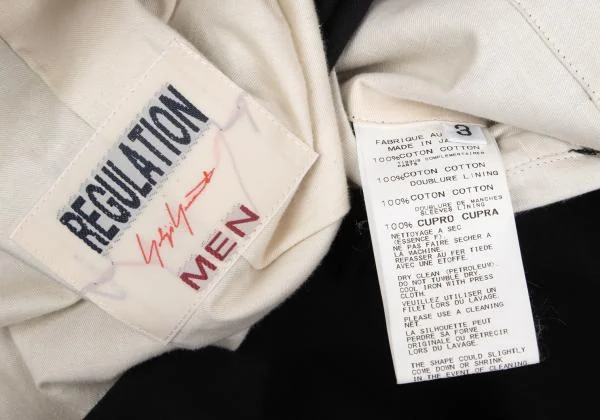 REGULATION
Yohji Yamamoto
MEN
3
FABRIQUE AU
MADE IN JA
100%COTON COTTON
TISSUS COMPLEMENTAIRES
PARTS
100%COTON COTTON
DOUBLURE LINING
100%COTON COTTON
DOUBLURE DE MANCHES
SLEEVES LINING
100% CUPRO CUPRA
NETTOYAGE A SEC
(ESSENCE F).
NE PAS FAIRE SECHER A
LA MACHINE.
REPASSER AU FER TIEDE
AVEC UNE ETOFFE.
DRY CLEAN (PETROLEUM).
DO NOT TUMBLE DRY.
COOL IRON WITH PRESS
CLOTH.
VEUILLEZ UTILISER UN
FILET LORS DU LAVAGE.
PLEASE USE A CLEANING
NET.
LA SILHOUETTE PEUT
PERDRE SA FORME
ORIGINALE OU RETRECIR
LORS DU LAVAGE.
THE SHAPE COULD SLIGHTLY
COME DOWN OR SHRINK
IN THE EVENT OF CLEANING.